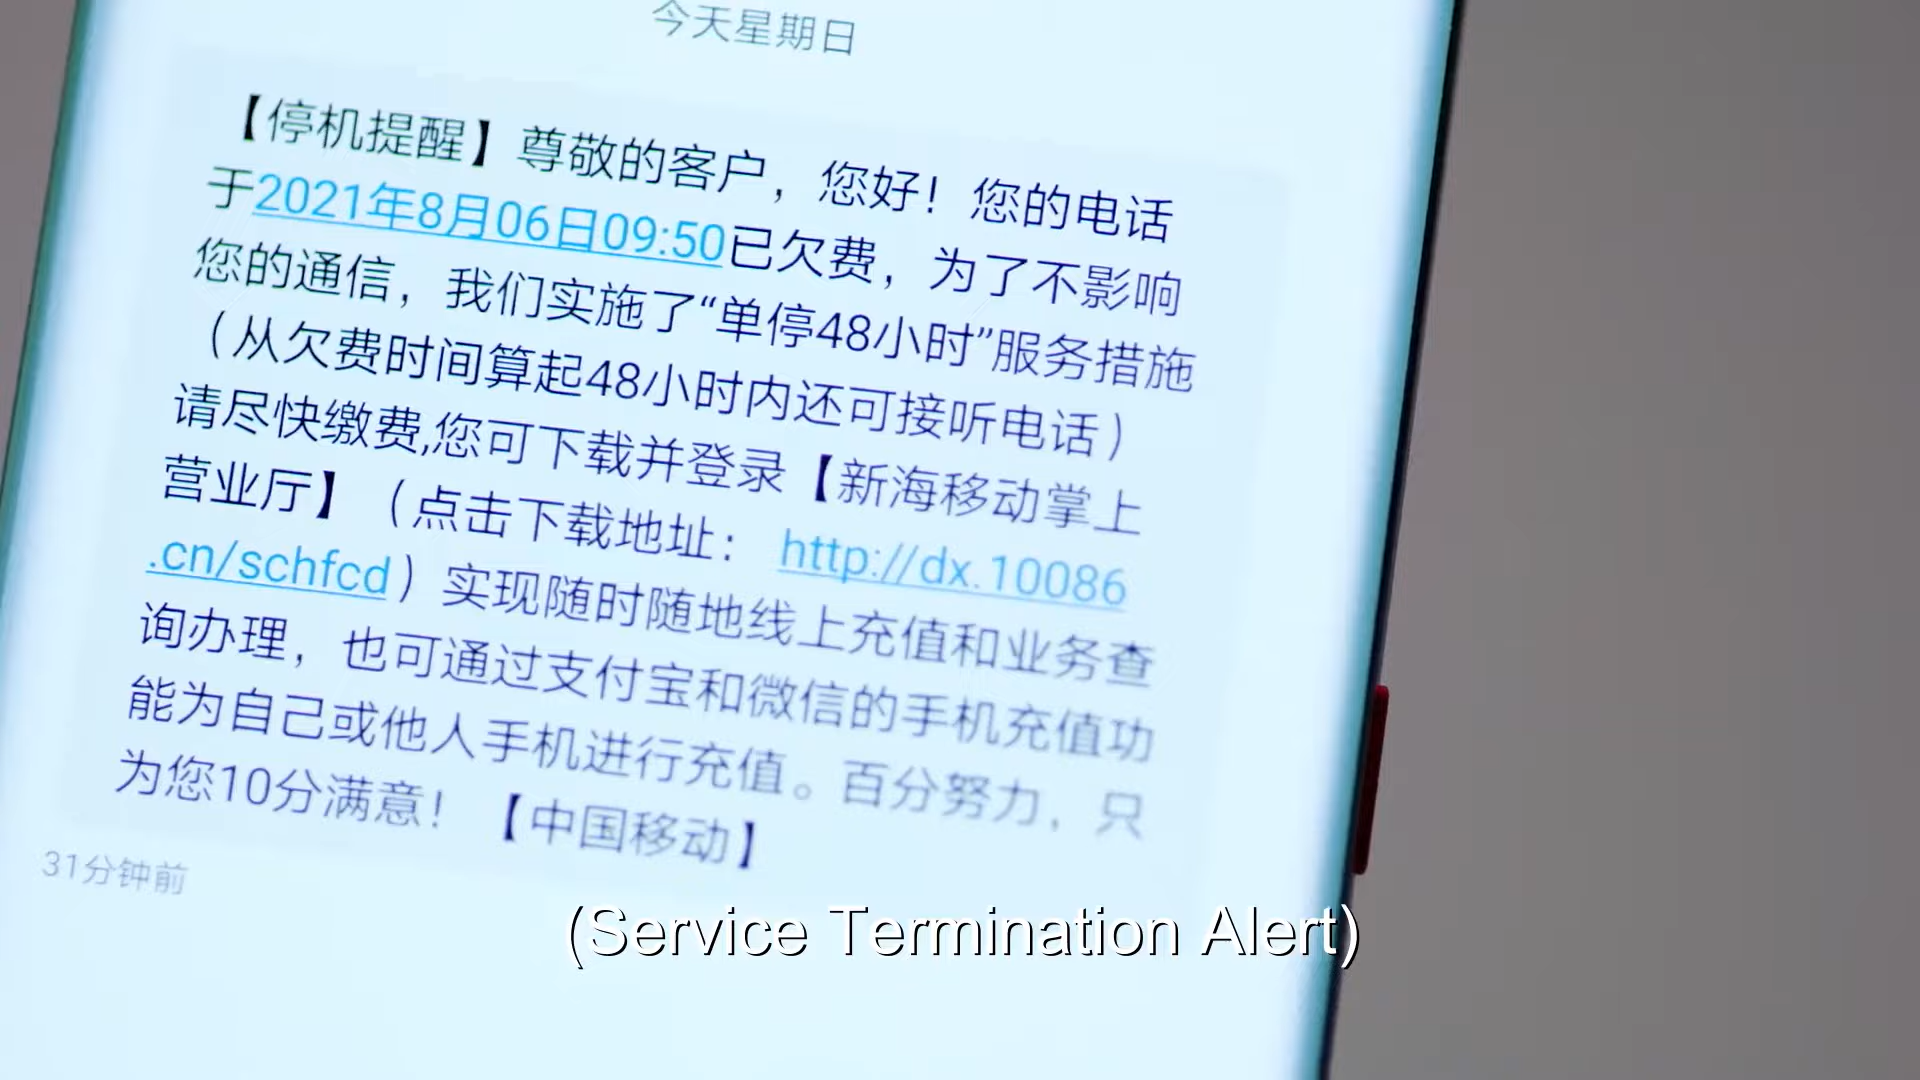 今天星期日
【停机提醒】尊敬的客户，您好！您的电话
于2021年8月06日09:50已欠费，为了不影响
您的通信，我们实施了“单停48小时”服务措施
（从欠费时间算起48小时内还可接听电话）
请尽快缴费,您可下载并登录【新海移动掌上
营业厅】（点击下载地址：http://dx.10086
.cn/schfcd）实现随时随地线上充值和业务查
询办理，也可通过支付宝和微信的手机充值功
能为自己或他人手机进行充值。百分努力，只
为您10分满意！【中国移动】
31分钟前
(Service Termination Alert)